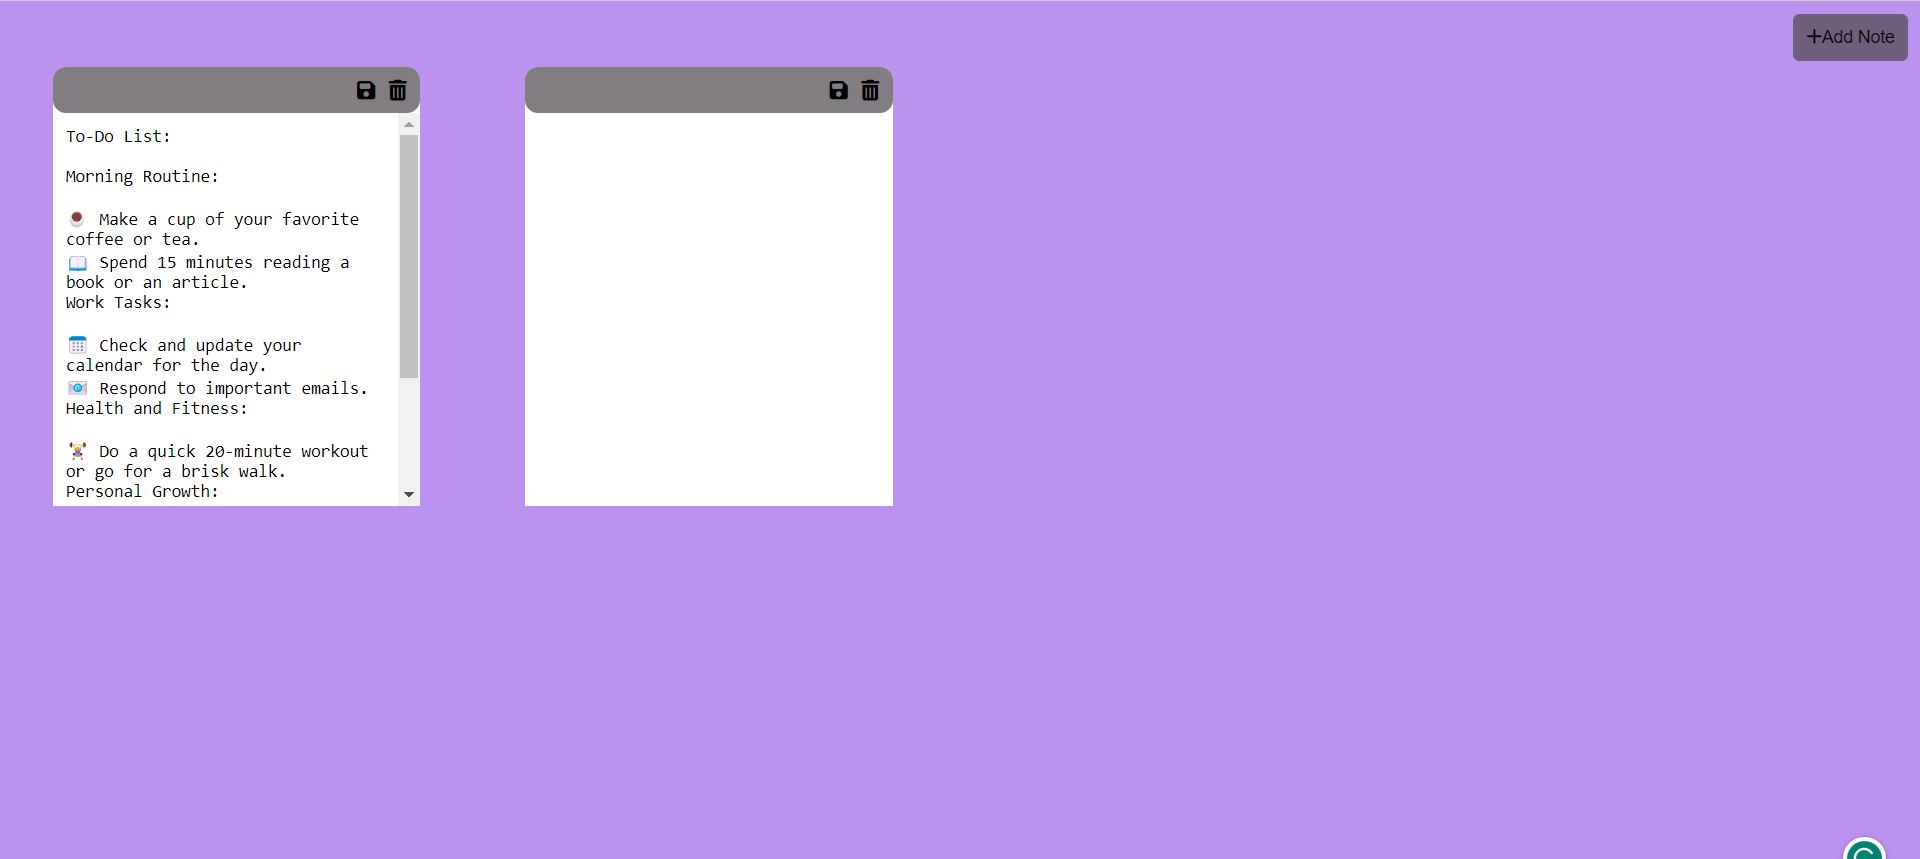 +Add Note
To-Do List:
Morning Routine:
☕ Make a cup of your favorite
coffee or tea.
📖 Spend 15 minutes reading a
book or an article.
Work Tasks:
📅 Check and update your
calendar for the day.
📧 Respond to important emails.
Health and Fitness:
🏋️‍♀️ Do a quick 20-minute workout
or go for a brisk walk.
Personal Growth: